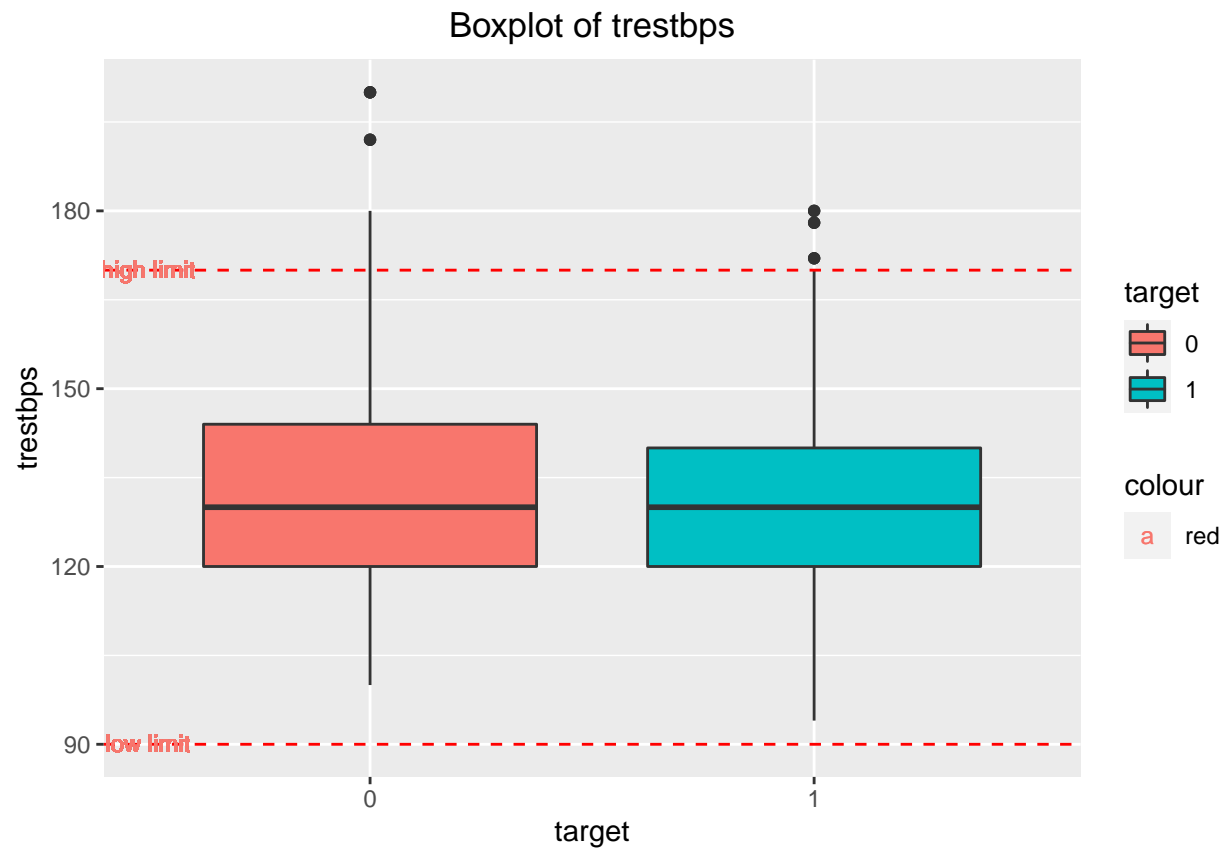 Boxplot of trestbps
180
high limit
150
trestbps
120
90
low limit
0
1
target
target
0
1
colour
a red